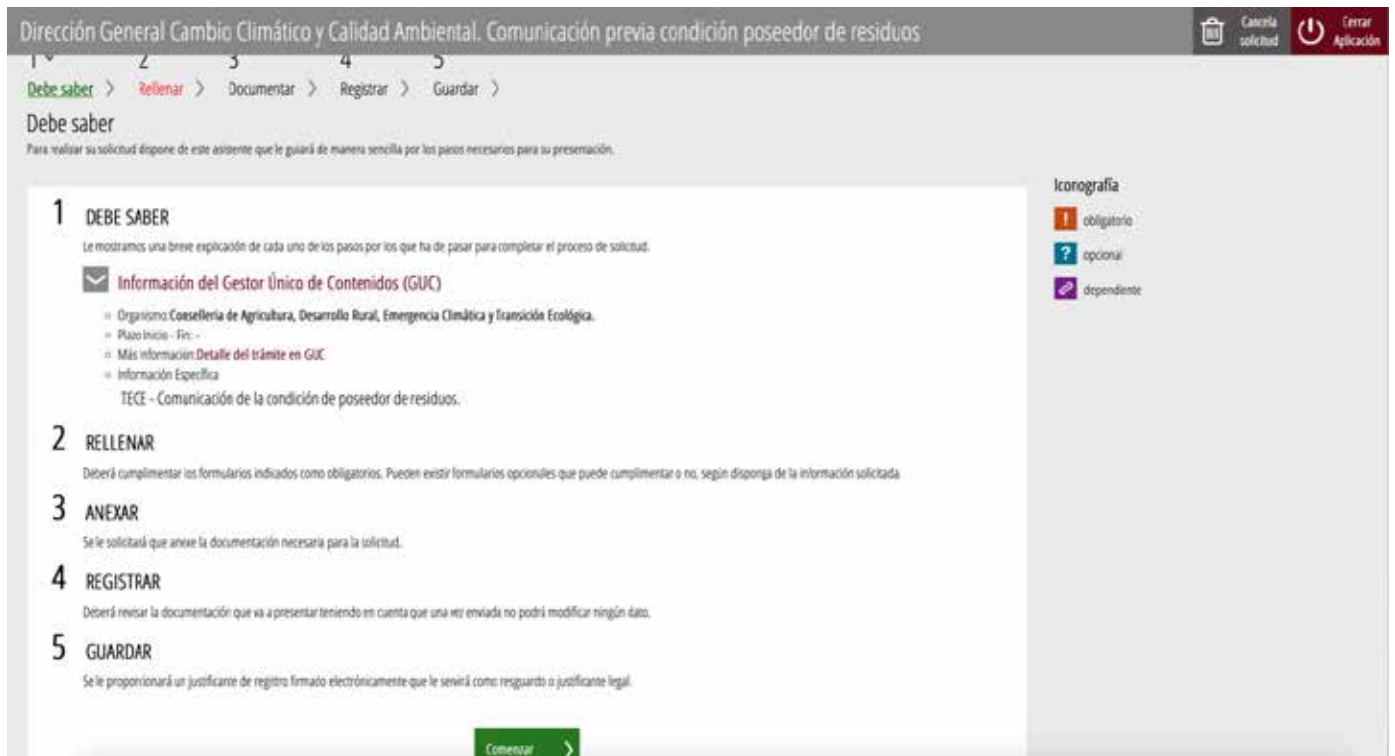 Dirección General Cambio Climático y Calidad Ambiental. Comunicación previa condición poseedor de residuos
Cancela solicitud
Cerrar Aplicación
1 2 3 4 5
Debe saber > Rellenar > Documentar > Registrar > Guardar >
Debe saber
Para realizar su solicitud dispone de este asistente que le guiará de manera sencilla por los pasos necesarios para su presentación.
Iconografía
! obligatorio
? opcional
dependiente
1 DEBE SABER
Le mostramos una breve explicación de cada uno de los pasos por los que ha de pasar para completar el proceso de solicitud.
Información del Gestor Único de Contenidos (GUC)
Organismo:Conselleria de Agricultura, Desarrollo Rural, Emergencia Climática y Transición Ecológica.
Plazo Inicio - Fin: -
Más información:Detalle del trámite en GUC
Información Específica
TECE - Comunicación de la condición de poseedor de residuos.
2 RELLENAR
Deberá cumplimentar los formularios indicados como obligatorios. Pueden existir formularios opcionales que puede cumplimentar o no, según disponga de la información solicitada
3 ANEXAR
Se le solicitará que anexe la documentación necesaria para la solicitud.
4 REGISTRAR
Deberá revisar la documentación que va a presentar teniendo en cuenta que una vez enviada no podrá modificar ningún dato.
5 GUARDAR
Se le proporcionará un justificante de registro firmado electrónicamente que le servirá como resguardo o justificante legal.
Comenzar >